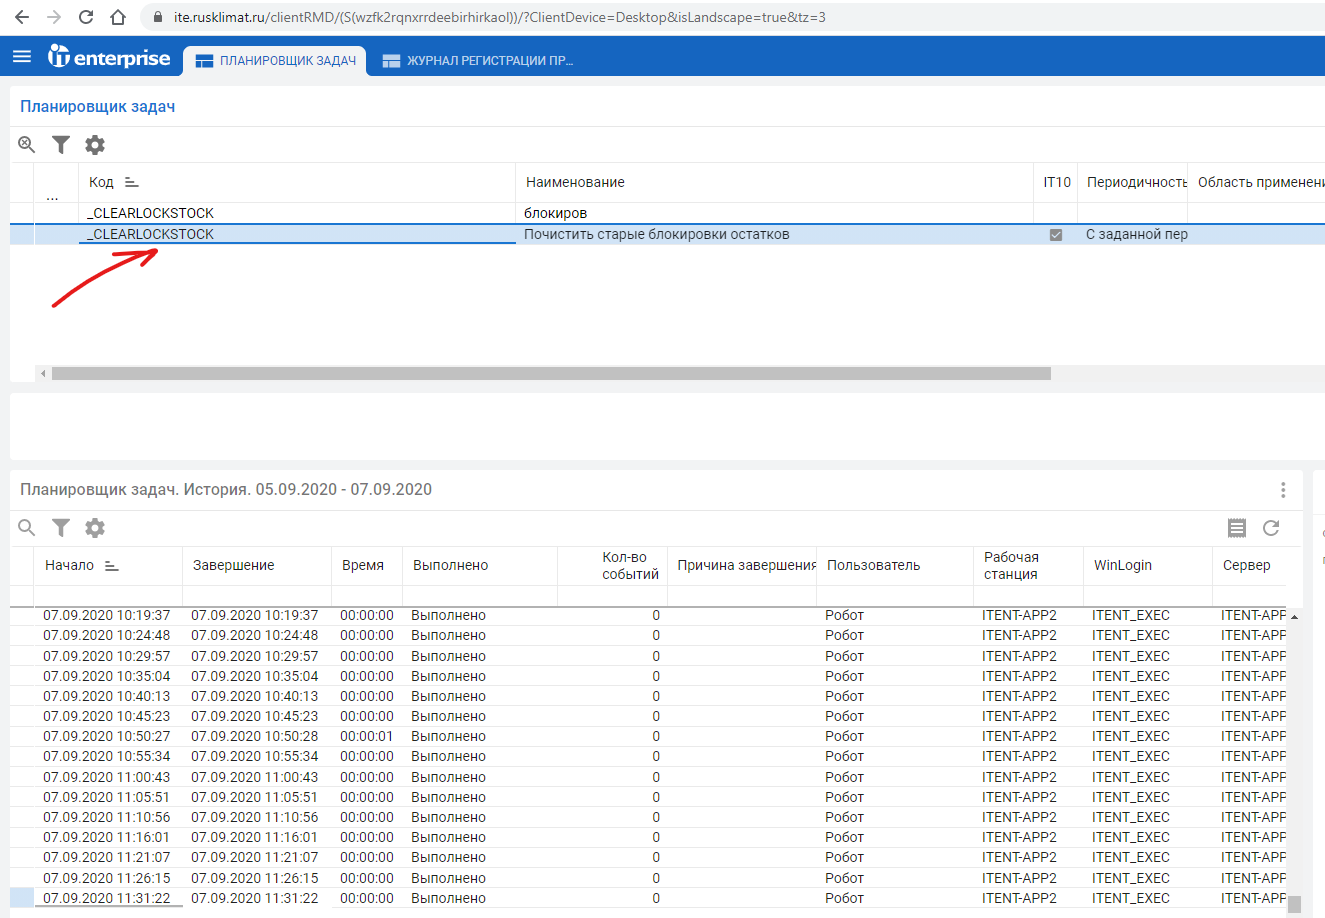 ite.rusklimat.ru/clientRMD/(S(wzfk2rqnxrrdeebirhirkaol))/?ClientDevice=Desktop&isLandscape=true&tz=3
it enterprise ПЛАНИРОВЩИК ЗАДАЧ ЖУРНАЛ РЕГИСТРАЦИИ ПР...
Планировщик задач
... Код Наименование IT10 Периодичность Область применени
_CLEARLOCKSTOCK блокиров
_CLEARLOCKSTOCK Почистить старые блокировки остатков С заданной пер
Планировщик задач. История. 05.09.2020 - 07.09.2020
Начало Завершение Время Выполнено Кол-во событий Причина завершения Пользователь Рабочая станция WinLogin Сервер
07.09.2020 10:19:37 07.09.2020 10:19:37 00:00:00 Выполнено 0 Робот ITENT-APP2 ITENT_EXEC ITENT-APP
07.09.2020 10:24:48 07.09.2020 10:24:48 00:00:00 Выполнено 0 Робот ITENT-APP2 ITENT_EXEC ITENT-APP
07.09.2020 10:29:57 07.09.2020 10:29:57 00:00:00 Выполнено 0 Робот ITENT-APP2 ITENT_EXEC ITENT-APP
07.09.2020 10:35:04 07.09.2020 10:35:04 00:00:00 Выполнено 0 Робот ITENT-APP2 ITENT_EXEC ITENT-APP
07.09.2020 10:40:13 07.09.2020 10:40:13 00:00:00 Выполнено 0 Робот ITENT-APP2 ITENT_EXEC ITENT-APP
07.09.2020 10:45:23 07.09.2020 10:45:23 00:00:00 Выполнено 0 Робот ITENT-APP2 ITENT_EXEC ITENT-APP
07.09.2020 10:50:27 07.09.2020 10:50:28 00:00:01 Выполнено 0 Робот ITENT-APP2 ITENT_EXEC ITENT-APP
07.09.2020 10:55:34 07.09.2020 10:55:34 00:00:00 Выполнено 0 Робот ITENT-APP2 ITENT_EXEC ITENT-APP
07.09.2020 11:00:43 07.09.2020 11:00:43 00:00:00 Выполнено 0 Робот ITENT-APP2 ITENT_EXEC ITENT-APP
07.09.2020 11:05:51 07.09.2020 11:05:51 00:00:00 Выполнено 0 Робот ITENT-APP2 ITENT_EXEC ITENT-APP
07.09.2020 11:10:56 07.09.2020 11:10:56 00:00:00 Выполнено 0 Робот ITENT-APP2 ITENT_EXEC ITENT-APP
07.09.2020 11:16:01 07.09.2020 11:16:01 00:00:00 Выполнено 0 Робот ITENT-APP2 ITENT_EXEC ITENT-APP
07.09.2020 11:21:07 07.09.2020 11:21:07 00:00:00 Выполнено 0 Робот ITENT-APP2 ITENT_EXEC ITENT-APP
07.09.2020 11:26:15 07.09.2020 11:26:15 00:00:00 Выполнено 0 Робот ITENT-APP2 ITENT_EXEC ITENT-APP
07.09.2020 11:31:22 07.09.2020 11:31:22 00:00:00 Выполнено 0 Робот ITENT-APP2 ITENT_EXEC ITENT-APP